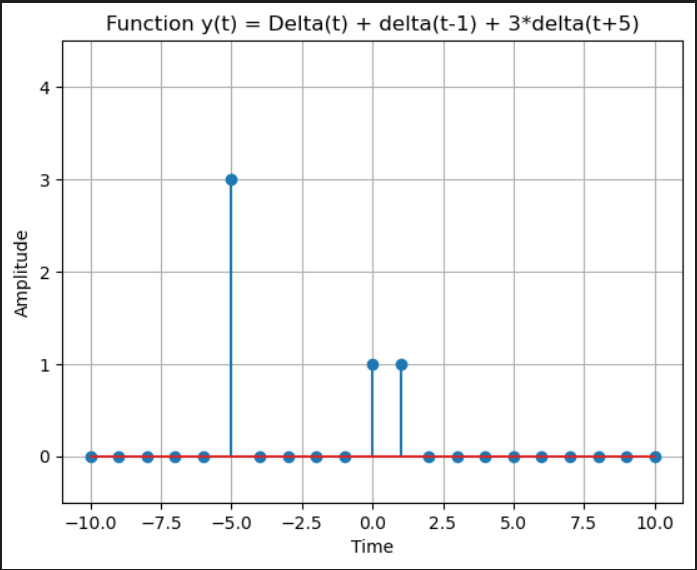 Function y(t) = Delta(t) + delta(t-1) + 3*delta(t+5)
4
3
2
1
0
Amplitude
−10.0 −7.5 −5.0 −2.5 0.0 2.5 5.0 7.5 10.0
Time